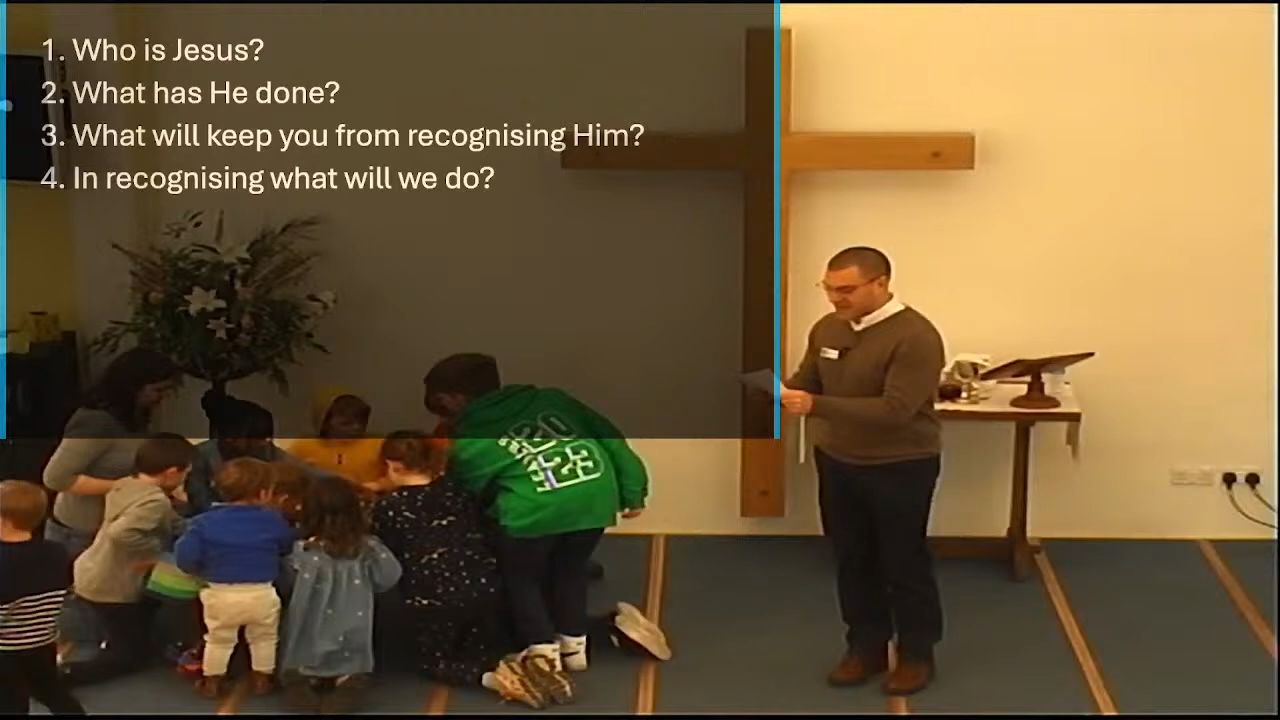 1. Who is Jesus?
2. What has He done?
3. What will keep you from recognising Him?
4. In recognising what will we do?